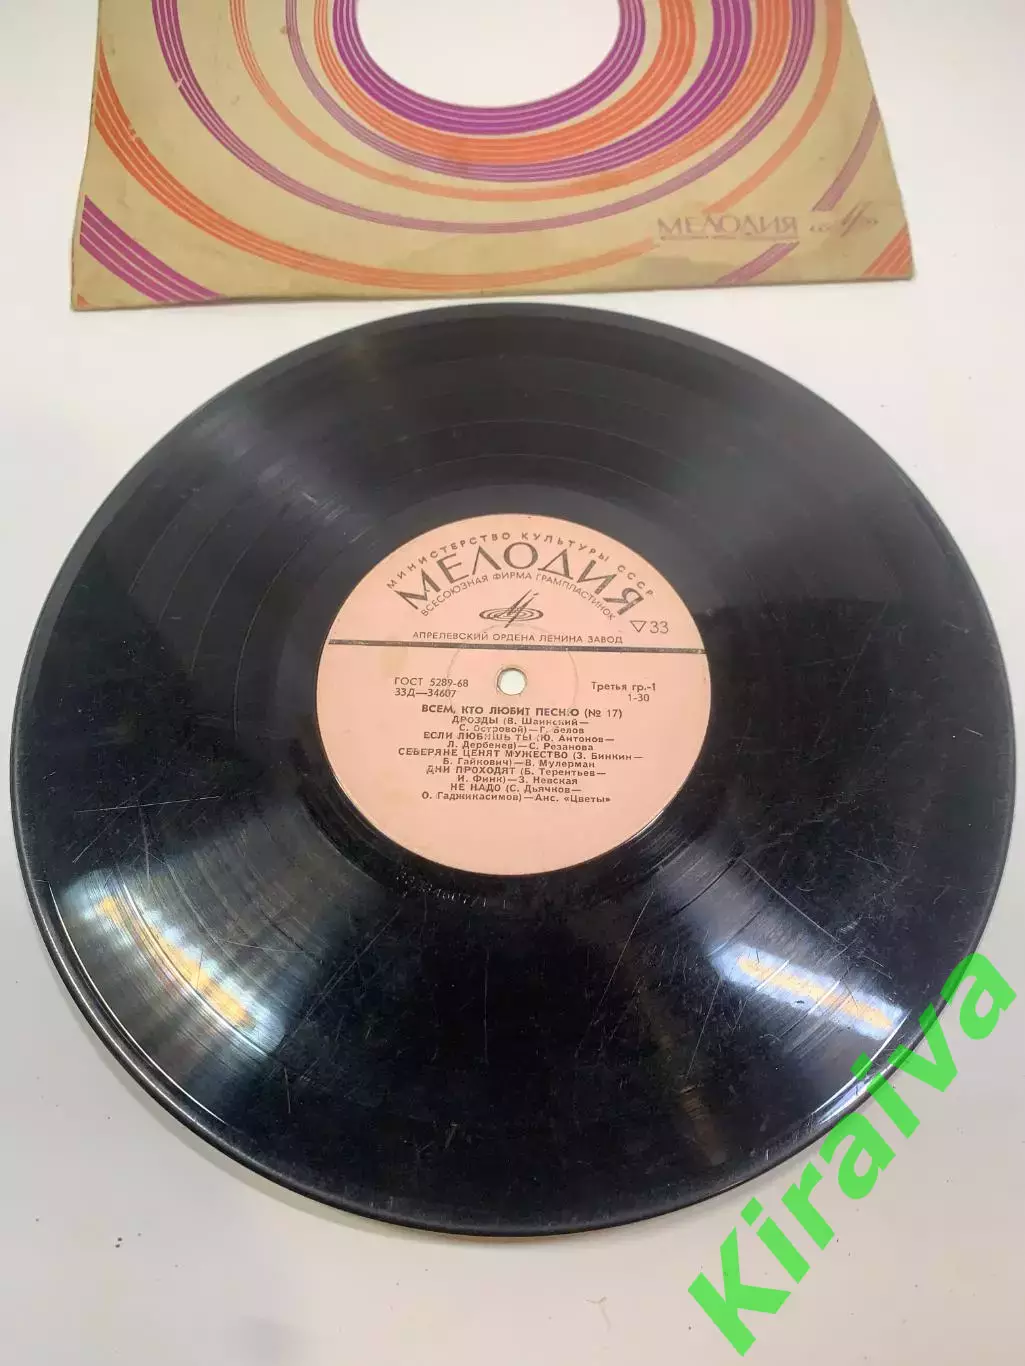 МЕЛОДИЯ
МИНИСТЕРСТВО КУЛЬТУРЫ СССР
МЕЛОДИЯ
ВСЕСОЮЗНАЯ ФИРМА ГРАМПЛАСТИНОК
АПРЕЛЕВСКИЙ ОРДЕНА ЛЕНИНА ЗАВОД
▽33
ГОСТ 5289-68
33Д—34607
Третья гр.-1
1-30
ВСЕМ, КТО ЛЮБИТ ПЕСНЮ (№ 17)
ДРОЗДЫ (В. Шаинский—
С. Островой)—Г. Белов
ЕСЛИ ЛЮБИШЬ ТЫ (Ю. Антонов—
Л. Дербенев)—С. Резанова
СЕВЕРЯНЕ ЦЕНЯТ МУЖЕСТВО (З. Бинкин—
Б. Гайкович)—В. Мулерман
ДНИ ПРОХОДЯТ (Б. Терентьев—
И. Финк)—З. Невская
НЕ НАДО (С. Дьячков—
О. Гаджикасимов)—Анс. «Цветы»
Kiraiva